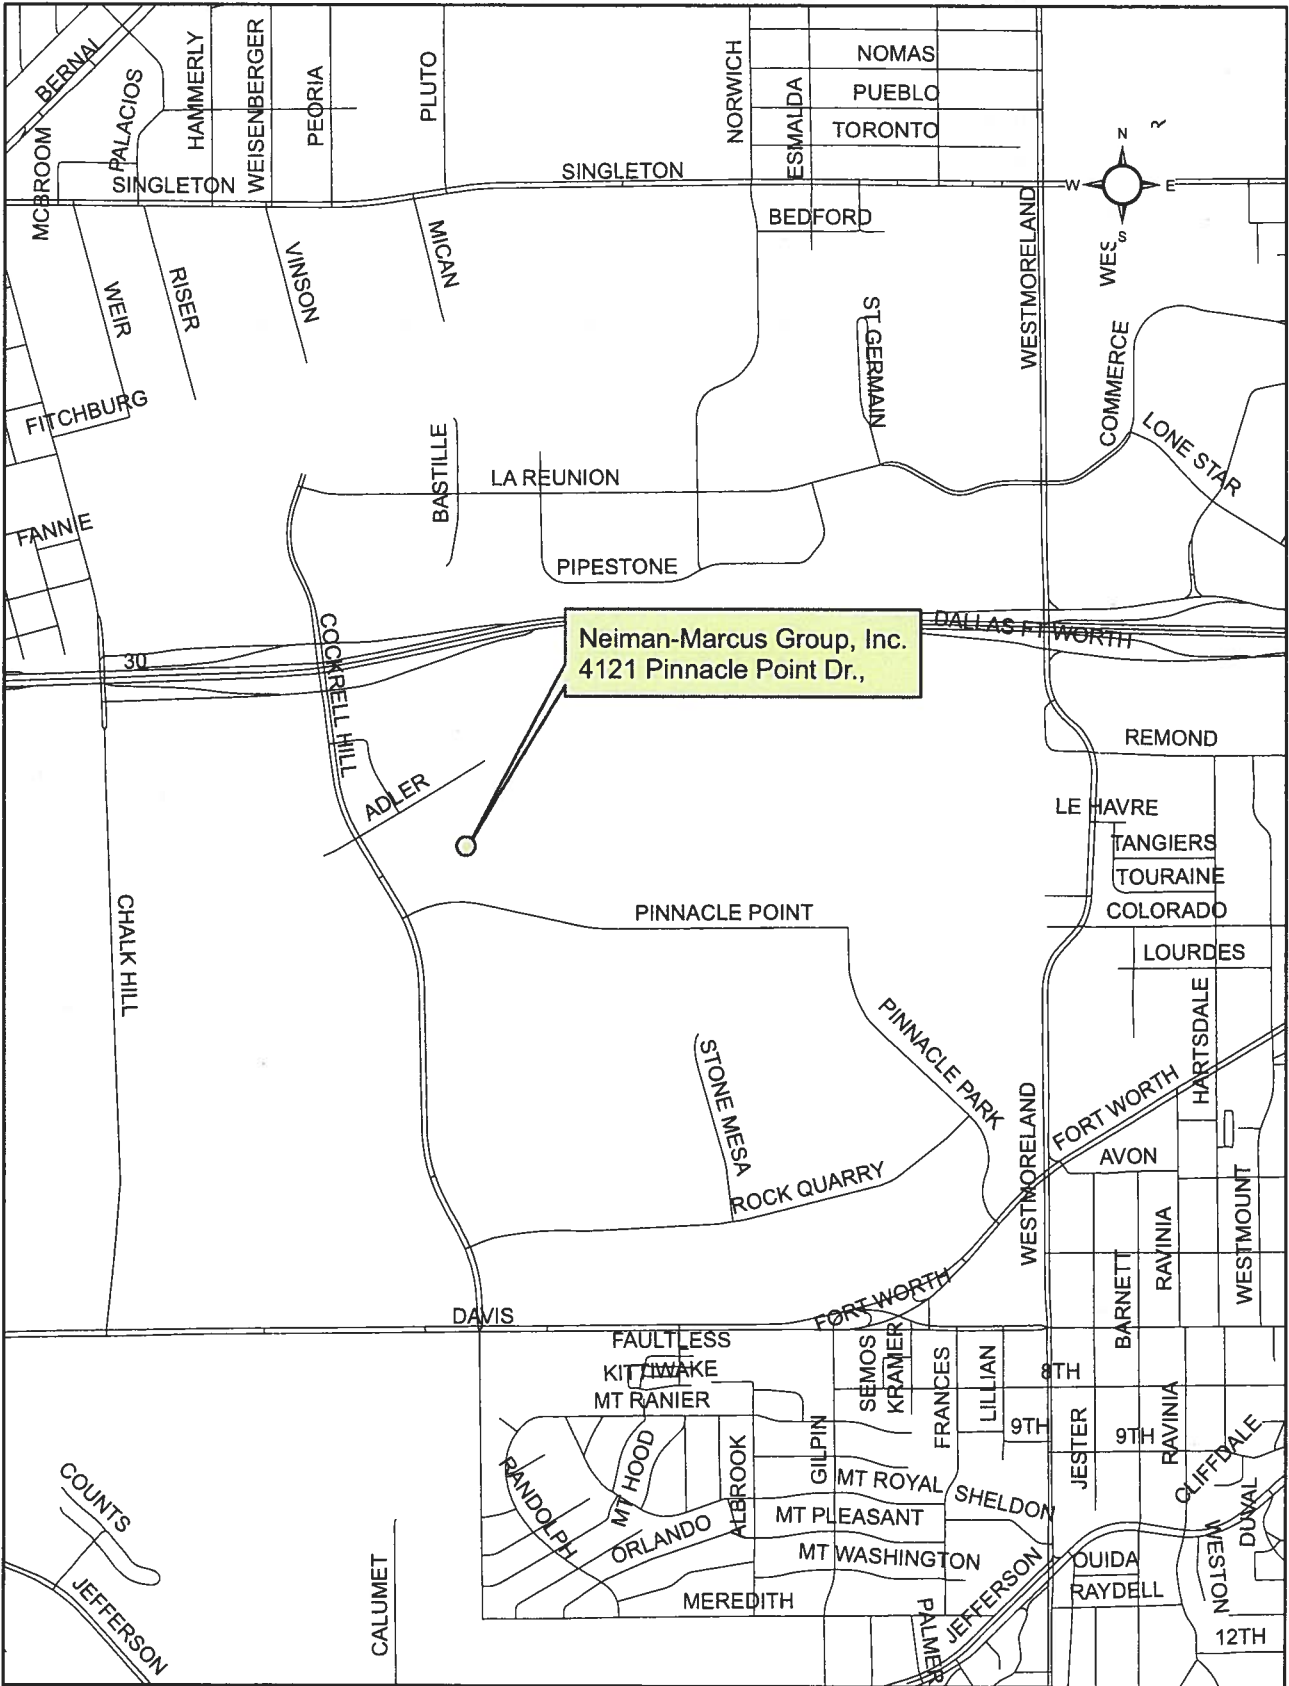 BERNAL
PALACIOS
HAMMERLY
WEISENBERGER
PEORIA
PLUTO
NORWICH
ESMALDA
NOMAS
PUEBLO
TORONTO
MCBROOM
SINGLETON
SINGLETON
BEDFORD
N
W
E
S
WEIR
RISER
VINSON
MICAN
ST GERMAIN
WESTMORELAND
COMMERCE
LONE STAR
FITCHBURG
BASTILLE
LA REUNION
FANNIE
PIPESTONE
30
COCKRELL HILL
Neiman-Marcus Group, Inc.
4121 Pinnacle Point Dr.,
DALLAS FT WORTH
REMOND
ADLER
LE HAVRE
TANGIERS
TOURAINE
COLORADO
LOURDES
CHALK HILL
PINNACLE POINT
PINNACLE PARK
HARTSDALE
STONE MESA
ROCK QUARRY
WESTMORELAND
FORT WORTH
AVON
RAVINIA
WESTMOUNT
BARNETT
DAVIS
FORT WORTH
FAULTLESS
KITTIWAKE
MT RANIER
SEMOS
KRAMER
FRANCES
LILLIAN
8TH
9TH
JESTER
9TH
RAVINIA
CLIFFDALE
DUVAL
COUNTS
RANDOLPH
MT HOOD
ALBROOK
GILPIN
MT ROYAL
SHELDON
ORLANDO
MT PLEASANT
MT WASHINGTON
MEREDITH
JEFFERSON
CALUMET
PALMER
JEFFERSON
OUIDA
RAYDELL
WESTON
12TH